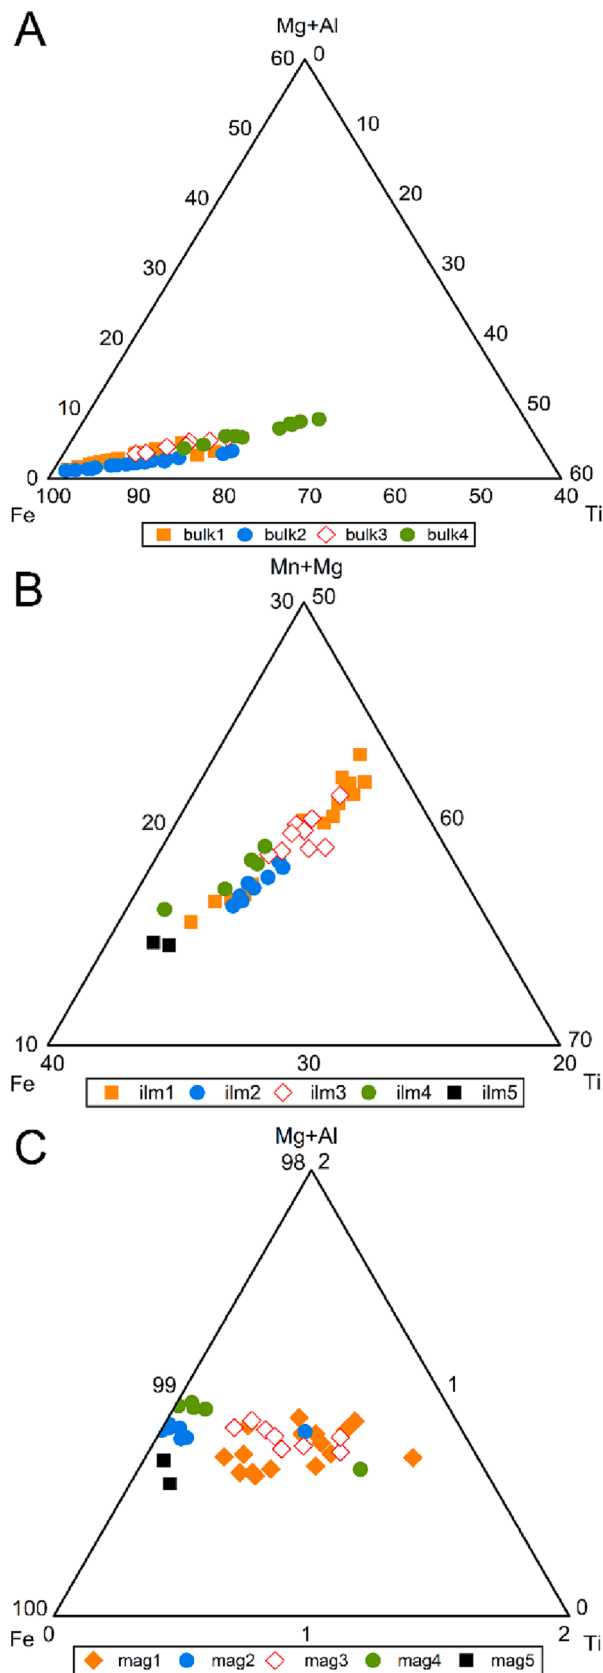 A
Mg+Al
60 0
50
10
40
20
30
30
20
40
10
50
0
60
100 90 80 70 60 50 40
Fe Ti
bulk1 bulk2 bulk3 bulk4
B
Mn+Mg
30 50
20
60
10
70
40 30 20
Fe Ti
ilm1 ilm2 ilm3 ilm4 ilm5
C
Mg+Al
98 2
99
1
100
0
Fe 0 1 2 Ti
mag1 mag2 mag3 mag4 mag5